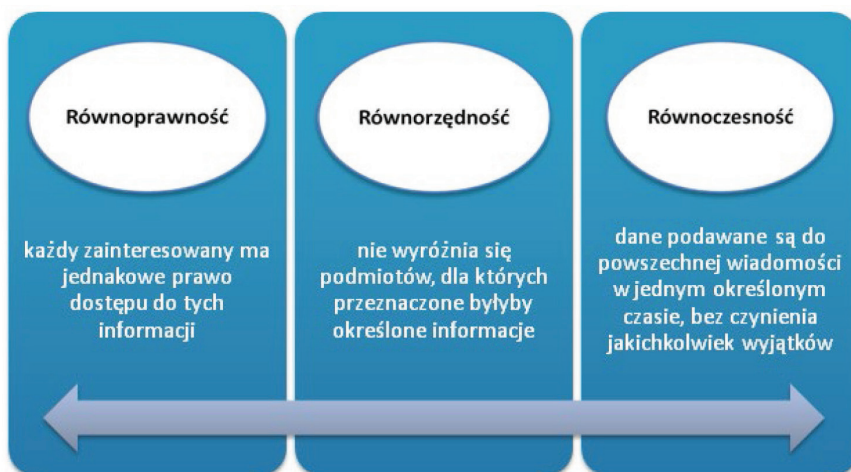 Równoprawność
każdy zainteresowany ma
jednakowe prawo
dostępu do tych
informacji
Równorzędność
nie wyróżnia się
podmiotów, dla których
przeznaczone byłyby
określone informacje
Równoczesność
dane podawane są do
powszechnej wiadomości
w jednym określonym
czasie, bez czynienia
jakichkolwiek wyjątków